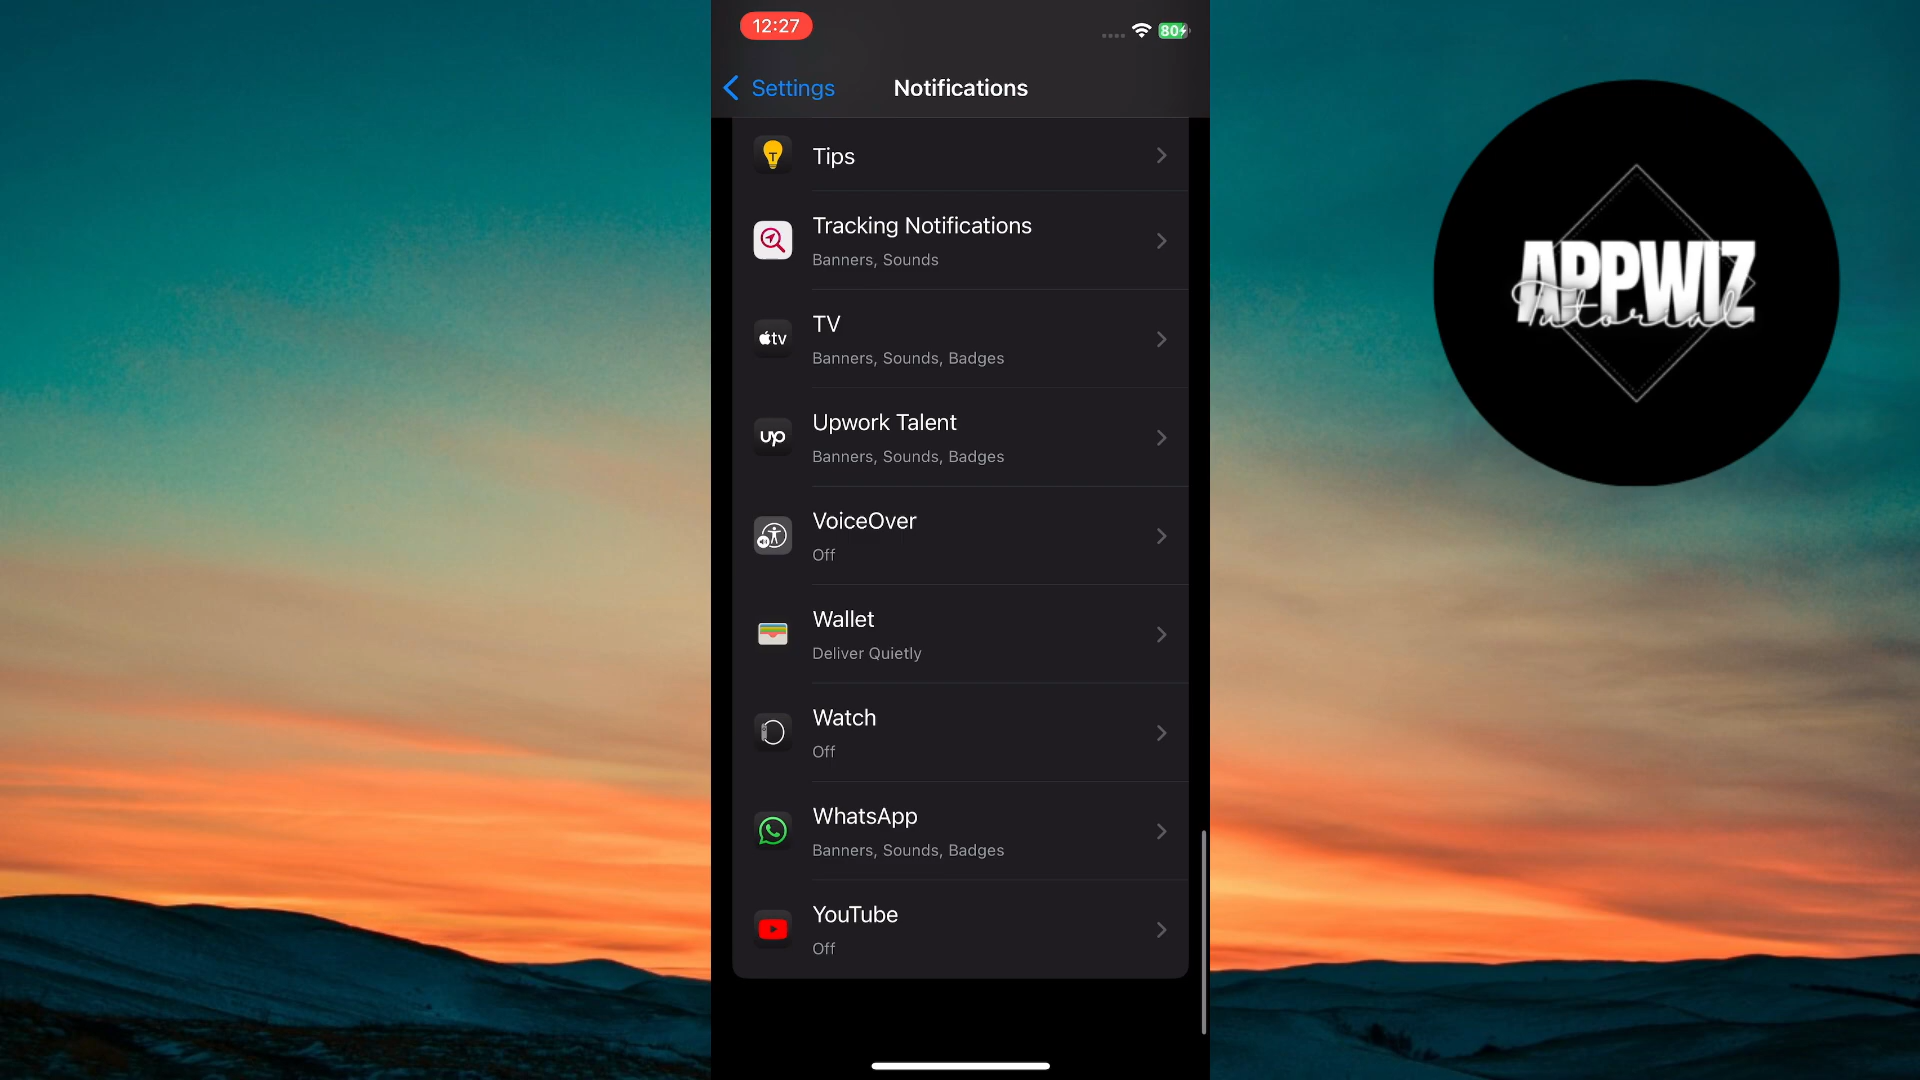 12:27
80
Settings
Notifications
T
Tips
Tracking Notifications
Banners, Sounds
tv
TV
Banners, Sounds, Badges
up
Upwork Talent
Banners, Sounds, Badges
VoiceOver
Off
Wallet
Deliver Quietly
Watch
Off
WhatsApp
Banners, Sounds, Badges
YouTube
Off
APPWIZ
Tutorial